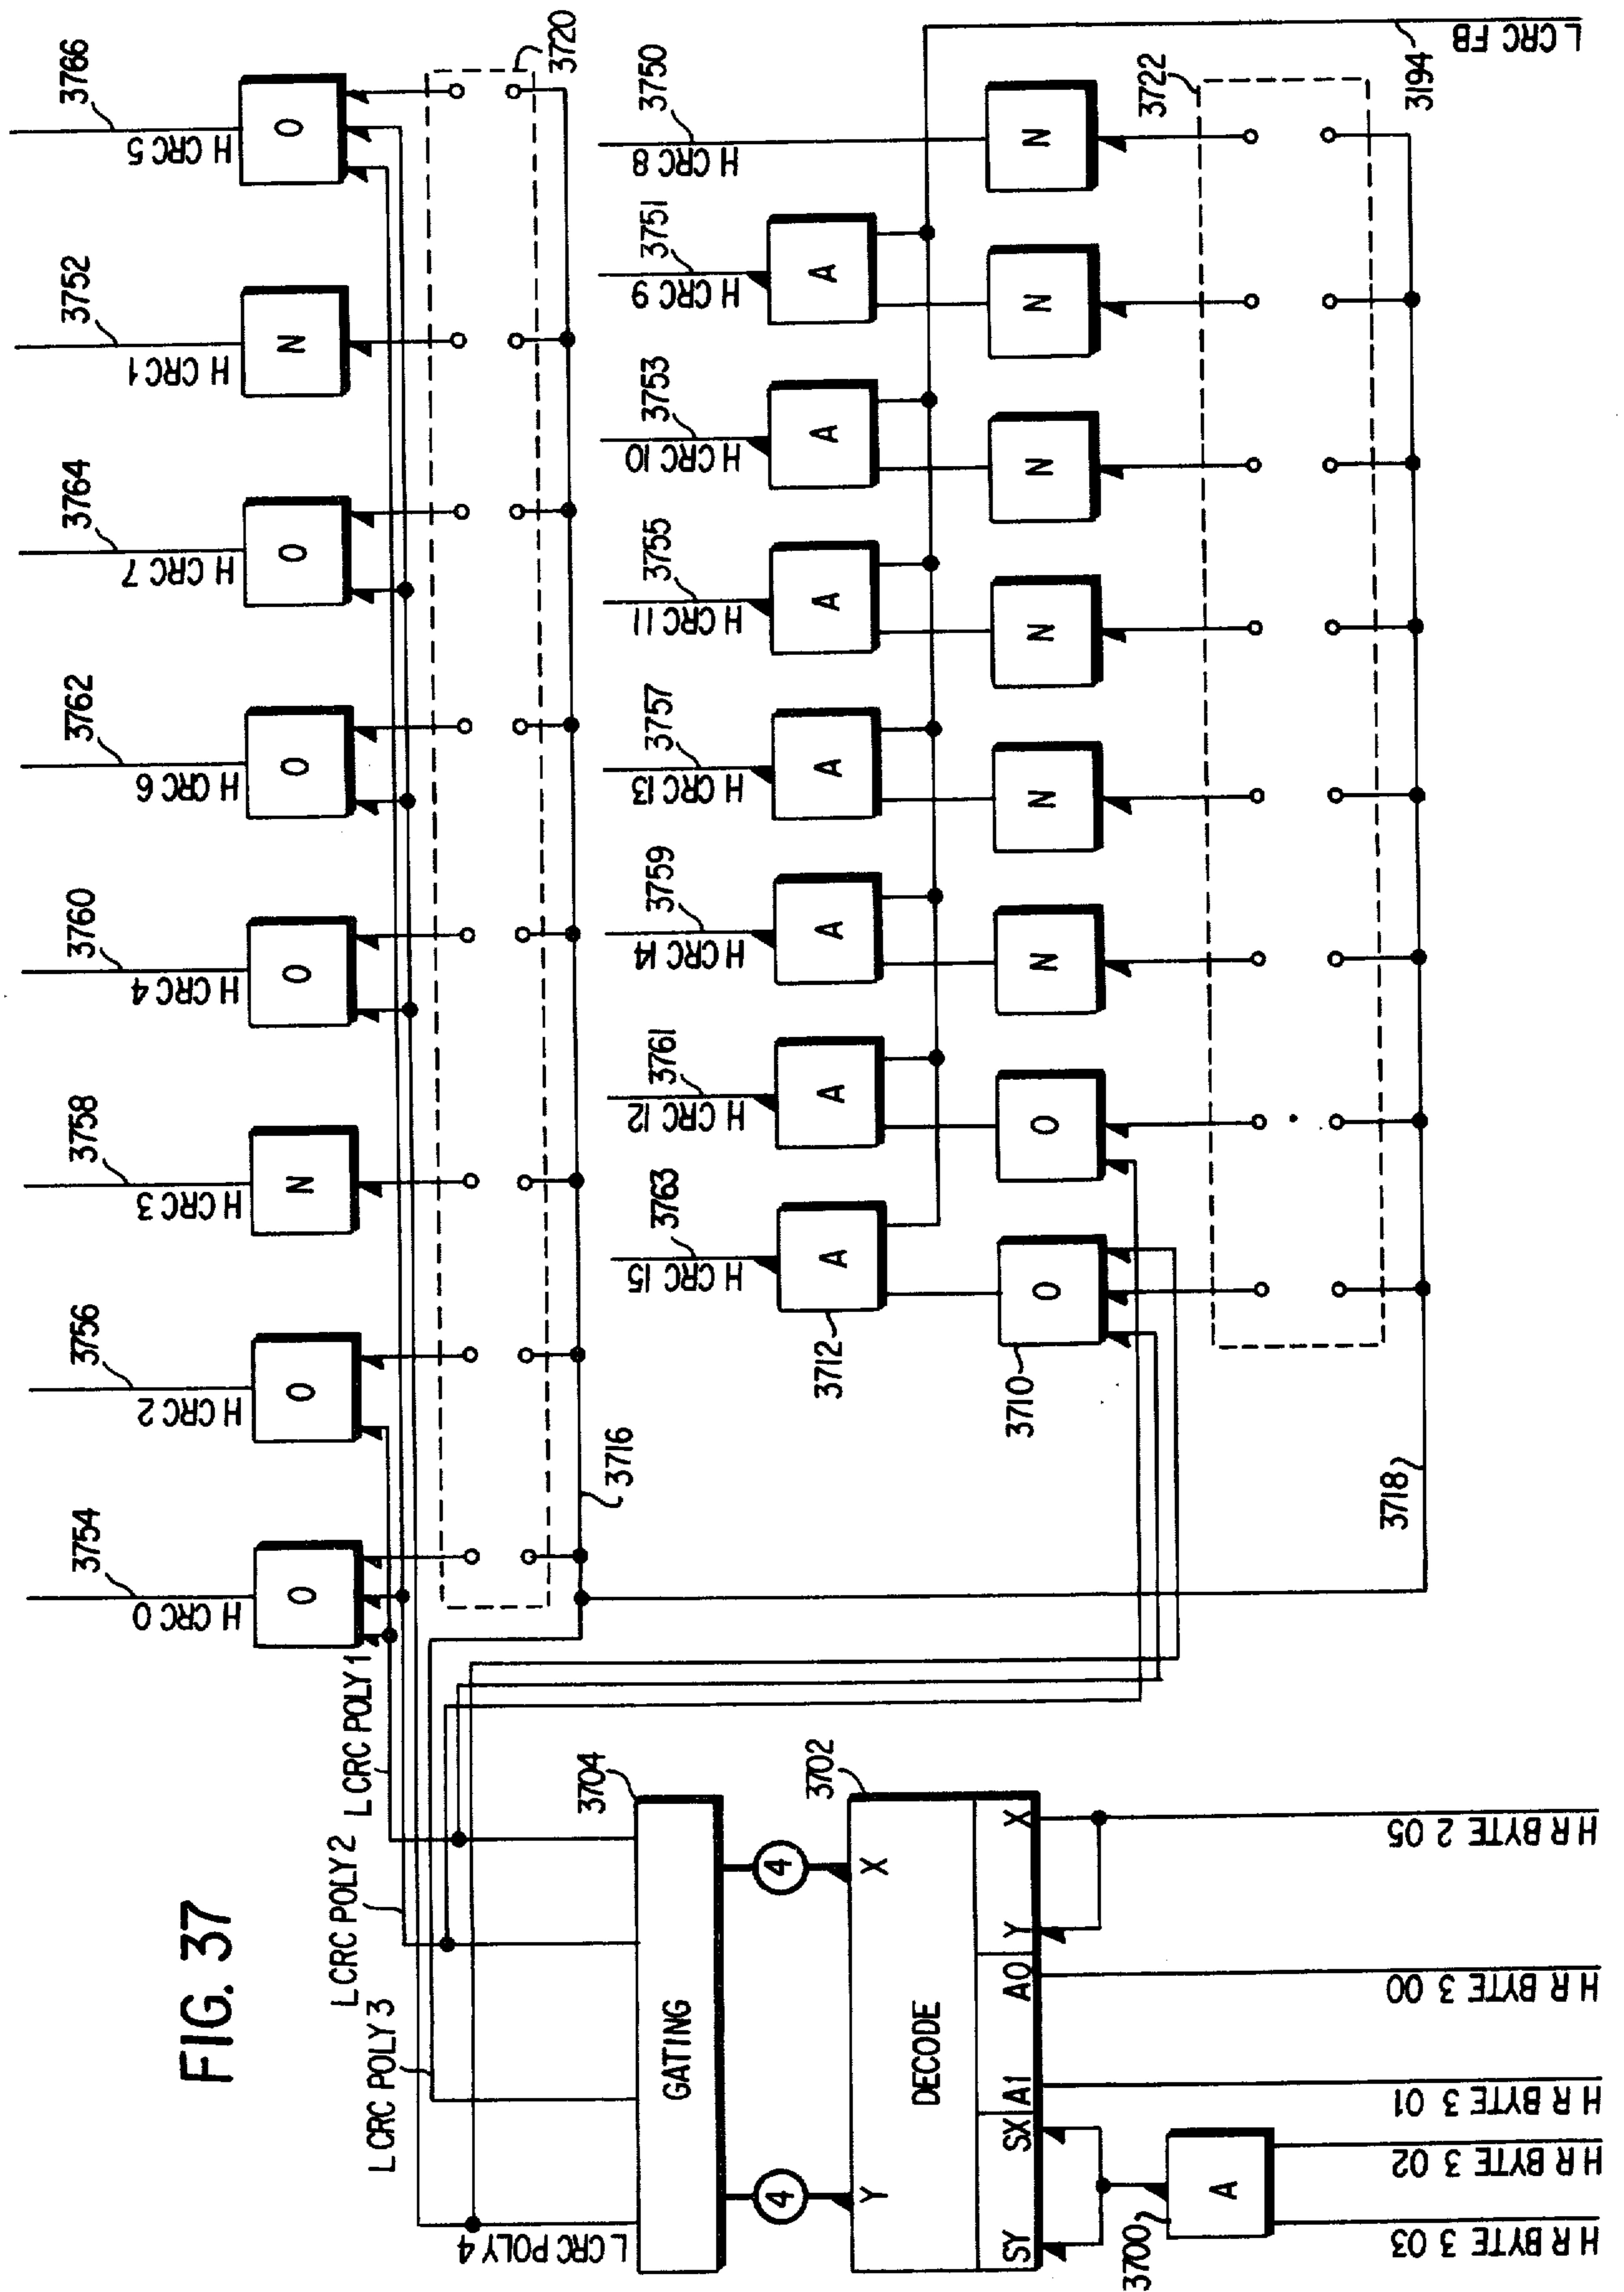 FIG. 37
3754
3756
3758
3760
3762
3764
3752
3766
H CRC 0
H CRC 2
H CRC 3
H CRC 4
H CRC 6
H CRC 7
H CRC 1
H CRC 5
O
O
N
O
O
O
N
O
3720
L CRC POLY 1
L CRC POLY 2
L CRC POLY 3
L CRC POLY 4
3716
3763
3761
3759
3757
3755
3753
3751
3750
H CRC 15
H CRC 12
H CRC 14
H CRC 13
H CRC 11
H CRC 10
H CRC 9
H CRC 8
3704
GATING
A
A
A
A
A
A
A
3712
4
4
3702
Y
X
DECODE
SY
SX
A1
A0
Y
X
3710
O
O
N
N
N
N
N
N
3722
3700
A
3718
3194
H R BYTE 3 03
H R BYTE 3 02
H R BYTE 3 01
H R BYTE 3 00
H R BYTE 2 05
L CRC FB